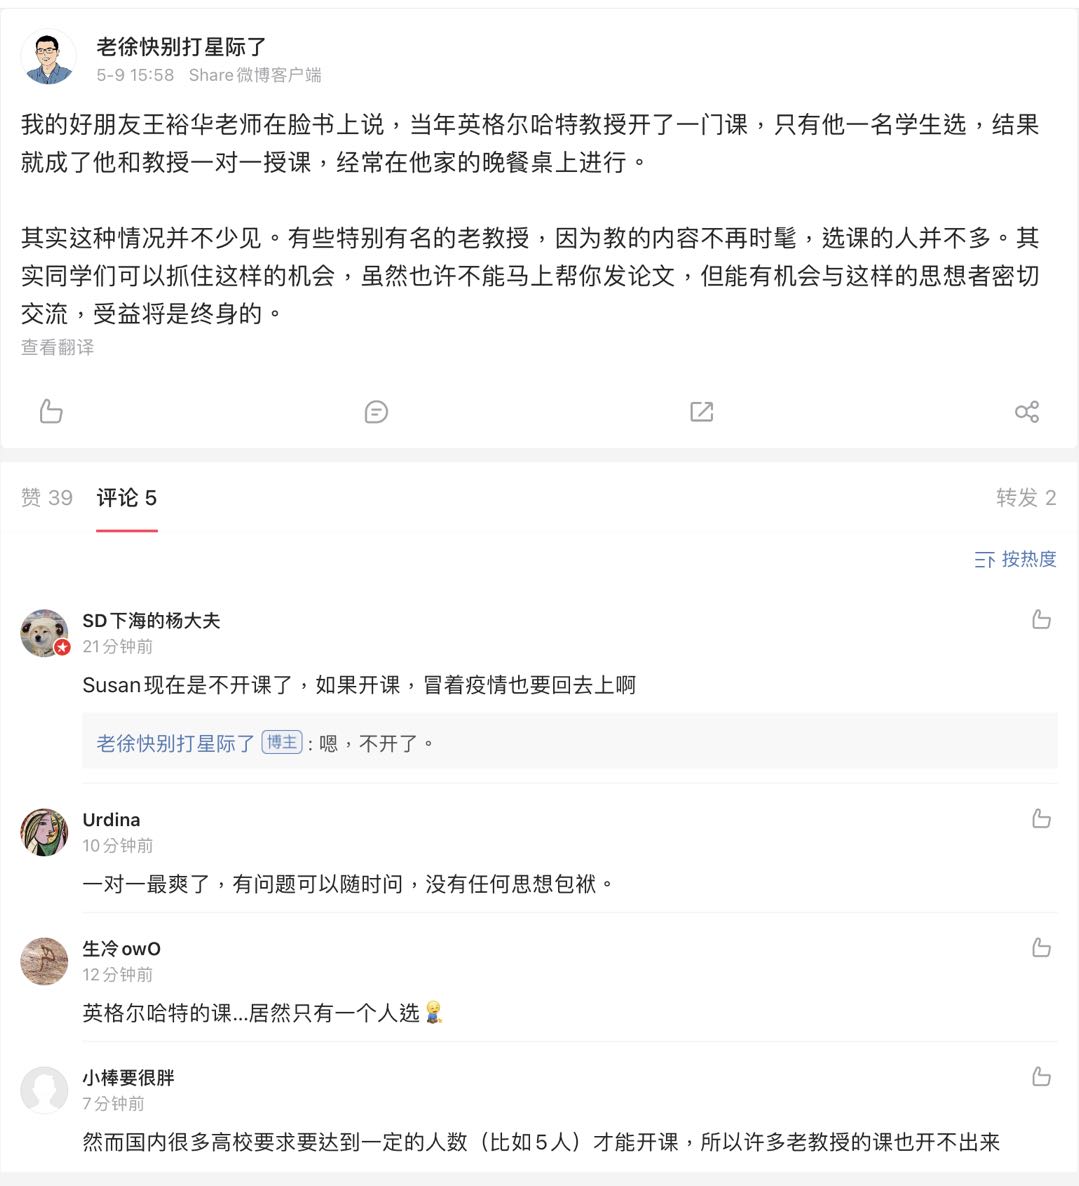 老徐快别打星际了
5-9 15:58 Share微博客户端
我的好朋友王裕华老师在脸书上说，当年英格尔哈特教授开了一门课，只有他一名学生选，结果
就成了他和教授一对一授课，经常在他家的晚餐桌上进行。
其实这种情况并不少见。有些特别有名的老教授，因为教的内容不再时髦，选课的人并不多。其
实同学们可以抓住这样的机会，虽然也许不能马上帮你发论文，但能有机会与这样的思想者密切
交流，受益将是终身的。
查看翻译
赞 39 评论 5 转发 2
按热度
SD下海的杨大夫
21分钟前
Susan现在是不开课了，如果开课，冒着疫情也要回去上啊
老徐快别打星际了 博主 : 嗯，不开了。
Urdina
10分钟前
一对一最爽了，有问题可以随时问，没有任何思想包袱。
生冷owO
12分钟前
英格尔哈特的课...居然只有一个人选
小棒要很胖
7分钟前
然而国内很多高校要求要达到一定的人数（比如5人）才能开课，所以许多老教授的课也开不出来